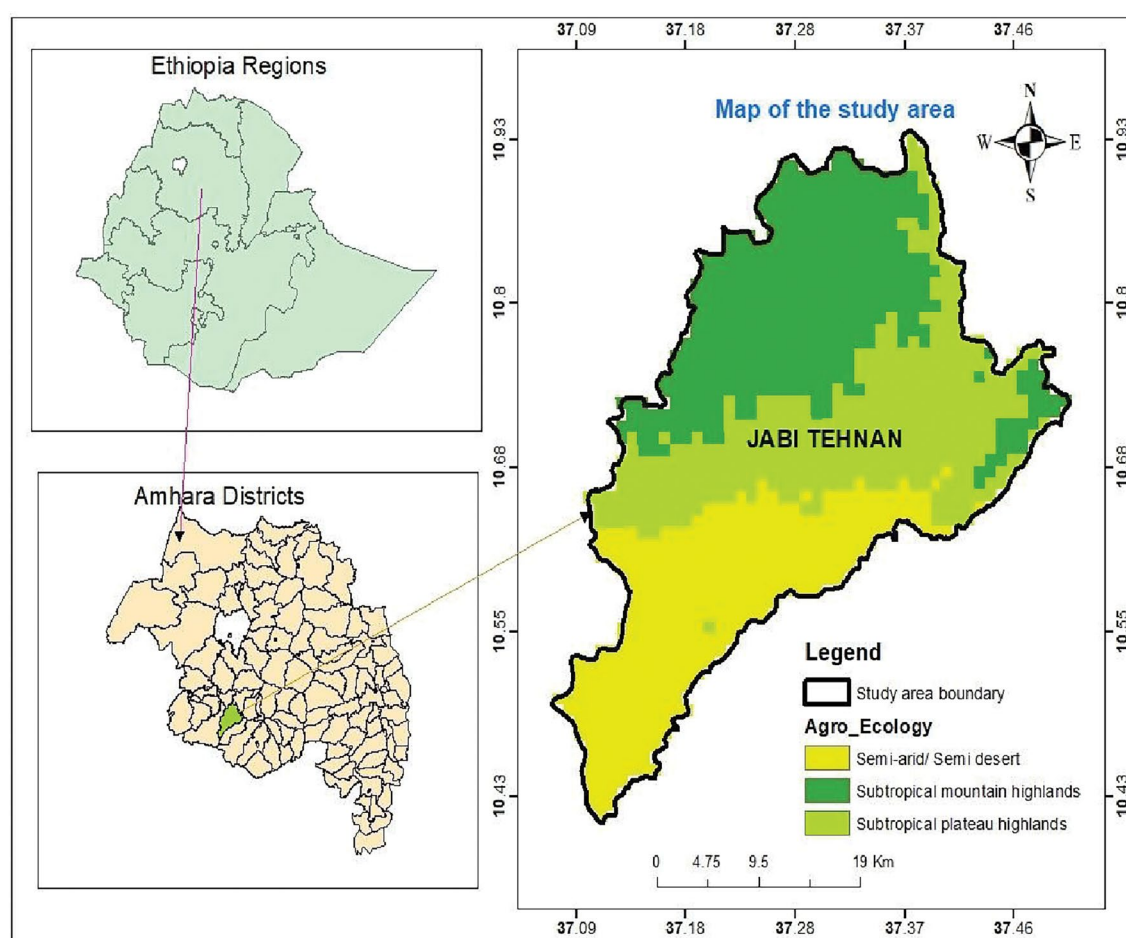 Ethiopia Regions
Amhara Districts
37.09 37.18 37.28 37.37 37.46
Map of the study area
N
W E
S
10.93
10.8
10.68
10.55
10.43
10.93
10.8
10.68
10.55
10.43
JABI TEHNAN
Legend
Study area boundary
Agro_Ecology
Semi-arid/ Semi desert
Subtropical mountain highlands
Subtropical plateau highlands
0 4.75 9.5 19 Km
37.09 37.18 37.28 37.37 37.46